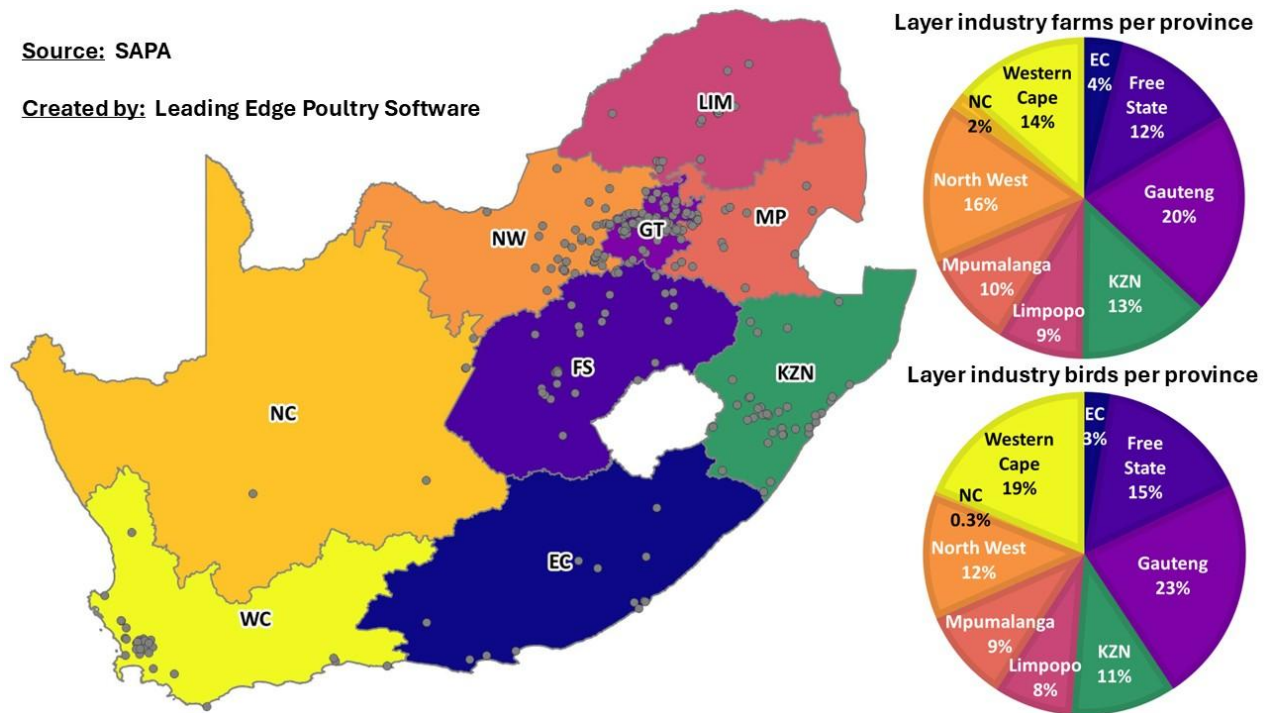 Source: SAPA
Created by: Leading Edge Poultry Software
LIM
NW
GT
MP
FS
KZN
NC
EC
WC
Layer industry farms per province
EC
4%
Free
State
12%
Gauteng
20%
KZN
13%
Limpopo
9%
Mpumalanga
10%
North West
16%
NC
2%
Western
Cape
14%
Layer industry birds per province
EC
3%
Free
State
15%
Gauteng
23%
KZN
11%
Limpopo
8%
Mpumalanga
9%
North West
12%
NC
0.3%
Western
Cape
19%